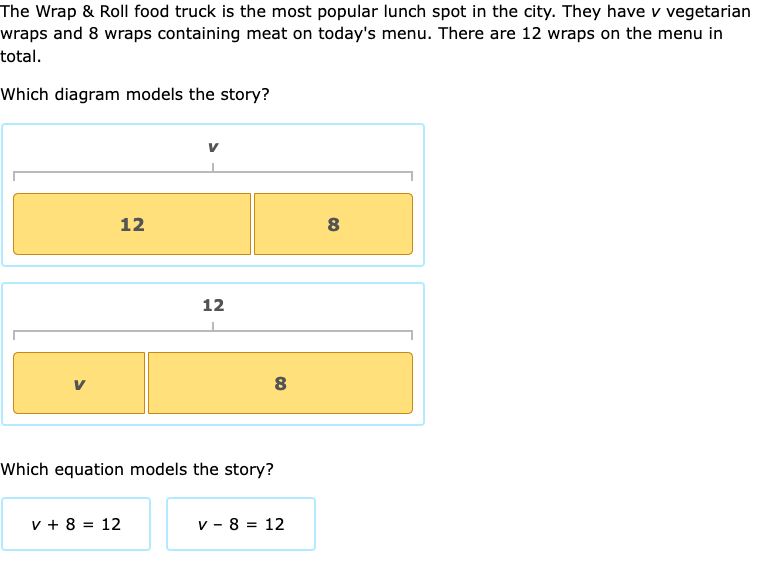 The Wrap & Roll food truck is the most popular lunch spot in the city. They have v vegetarian
wraps and 8 wraps containing meat on today's menu. There are 12 wraps on the menu in
total.
Which diagram models the story?
v
12 8
12
v 8
Which equation models the story?
v + 8 = 12 v − 8 = 12